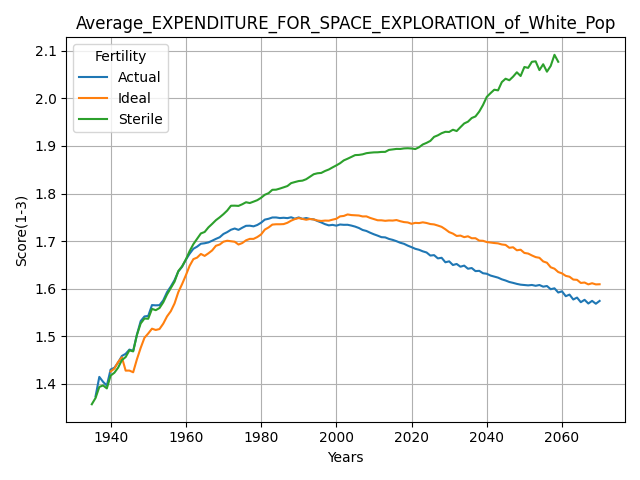 Average_EXPENDITURE_FOR_SPACE_EXPLORATION_of_White_Pop
Fertility
Actual
Ideal
Sterile
Score(1-3)
2.1
2.0
1.9
1.8
1.7
1.6
1.5
1.4
1940 1960 1980 2000 2020 2040 2060
Years